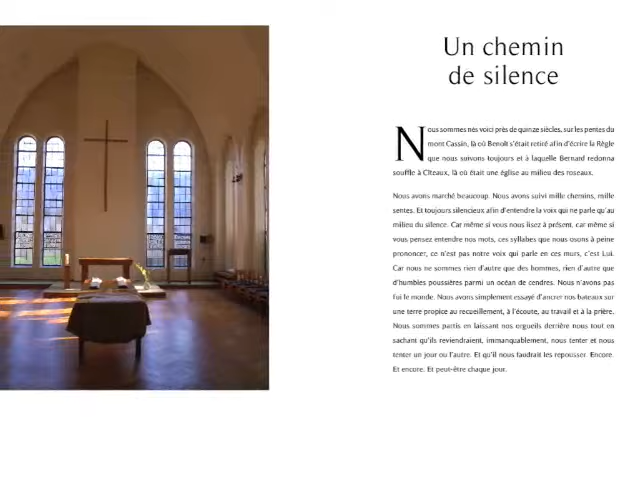 Un chemin
de silence
Nous sommes nés voici près de quinze siècles, sur les pentes du
mont Cassin, là où Benoît s'était retiré afin d'écrire la Règle
que nous suivons toujours et à laquelle Bernard redonna
souffle à Cîteaux, là où était une église au milieu des roseaux.
Nous avons marché beaucoup. Nous avons suivi mille chemins, mille
sentes. Et toujours silencieux afin d'entendre la voix qui ne parle qu'au
milieu du silence. Car même si vous nous lisez à présent, car même si
vous pensez entendre nos mots, ces syllabes que nous osons à peine
prononcer, ce n'est pas notre voix qui parle en ces murs, c'est Lui.
Car nous ne sommes rien d'autre que des hommes, rien d'autre que
d'humbles poussières parmi un océan de cendres. Nous n'avons pas
fui le monde. Nous avons simplement essayé d'ancrer nos bateaux sur
une terre propice au recueillement, à l'écoute, au travail et à la prière.
Nous sommes partis en laissant nos orgueils derrière nous tout en
sachant qu'ils reviendraient, immanquablement, nous tenter et nous
tenter un jour ou l'autre. Et qu'il nous faudrait les repousser. Encore.
Et encore. Et peut-être chaque jour.